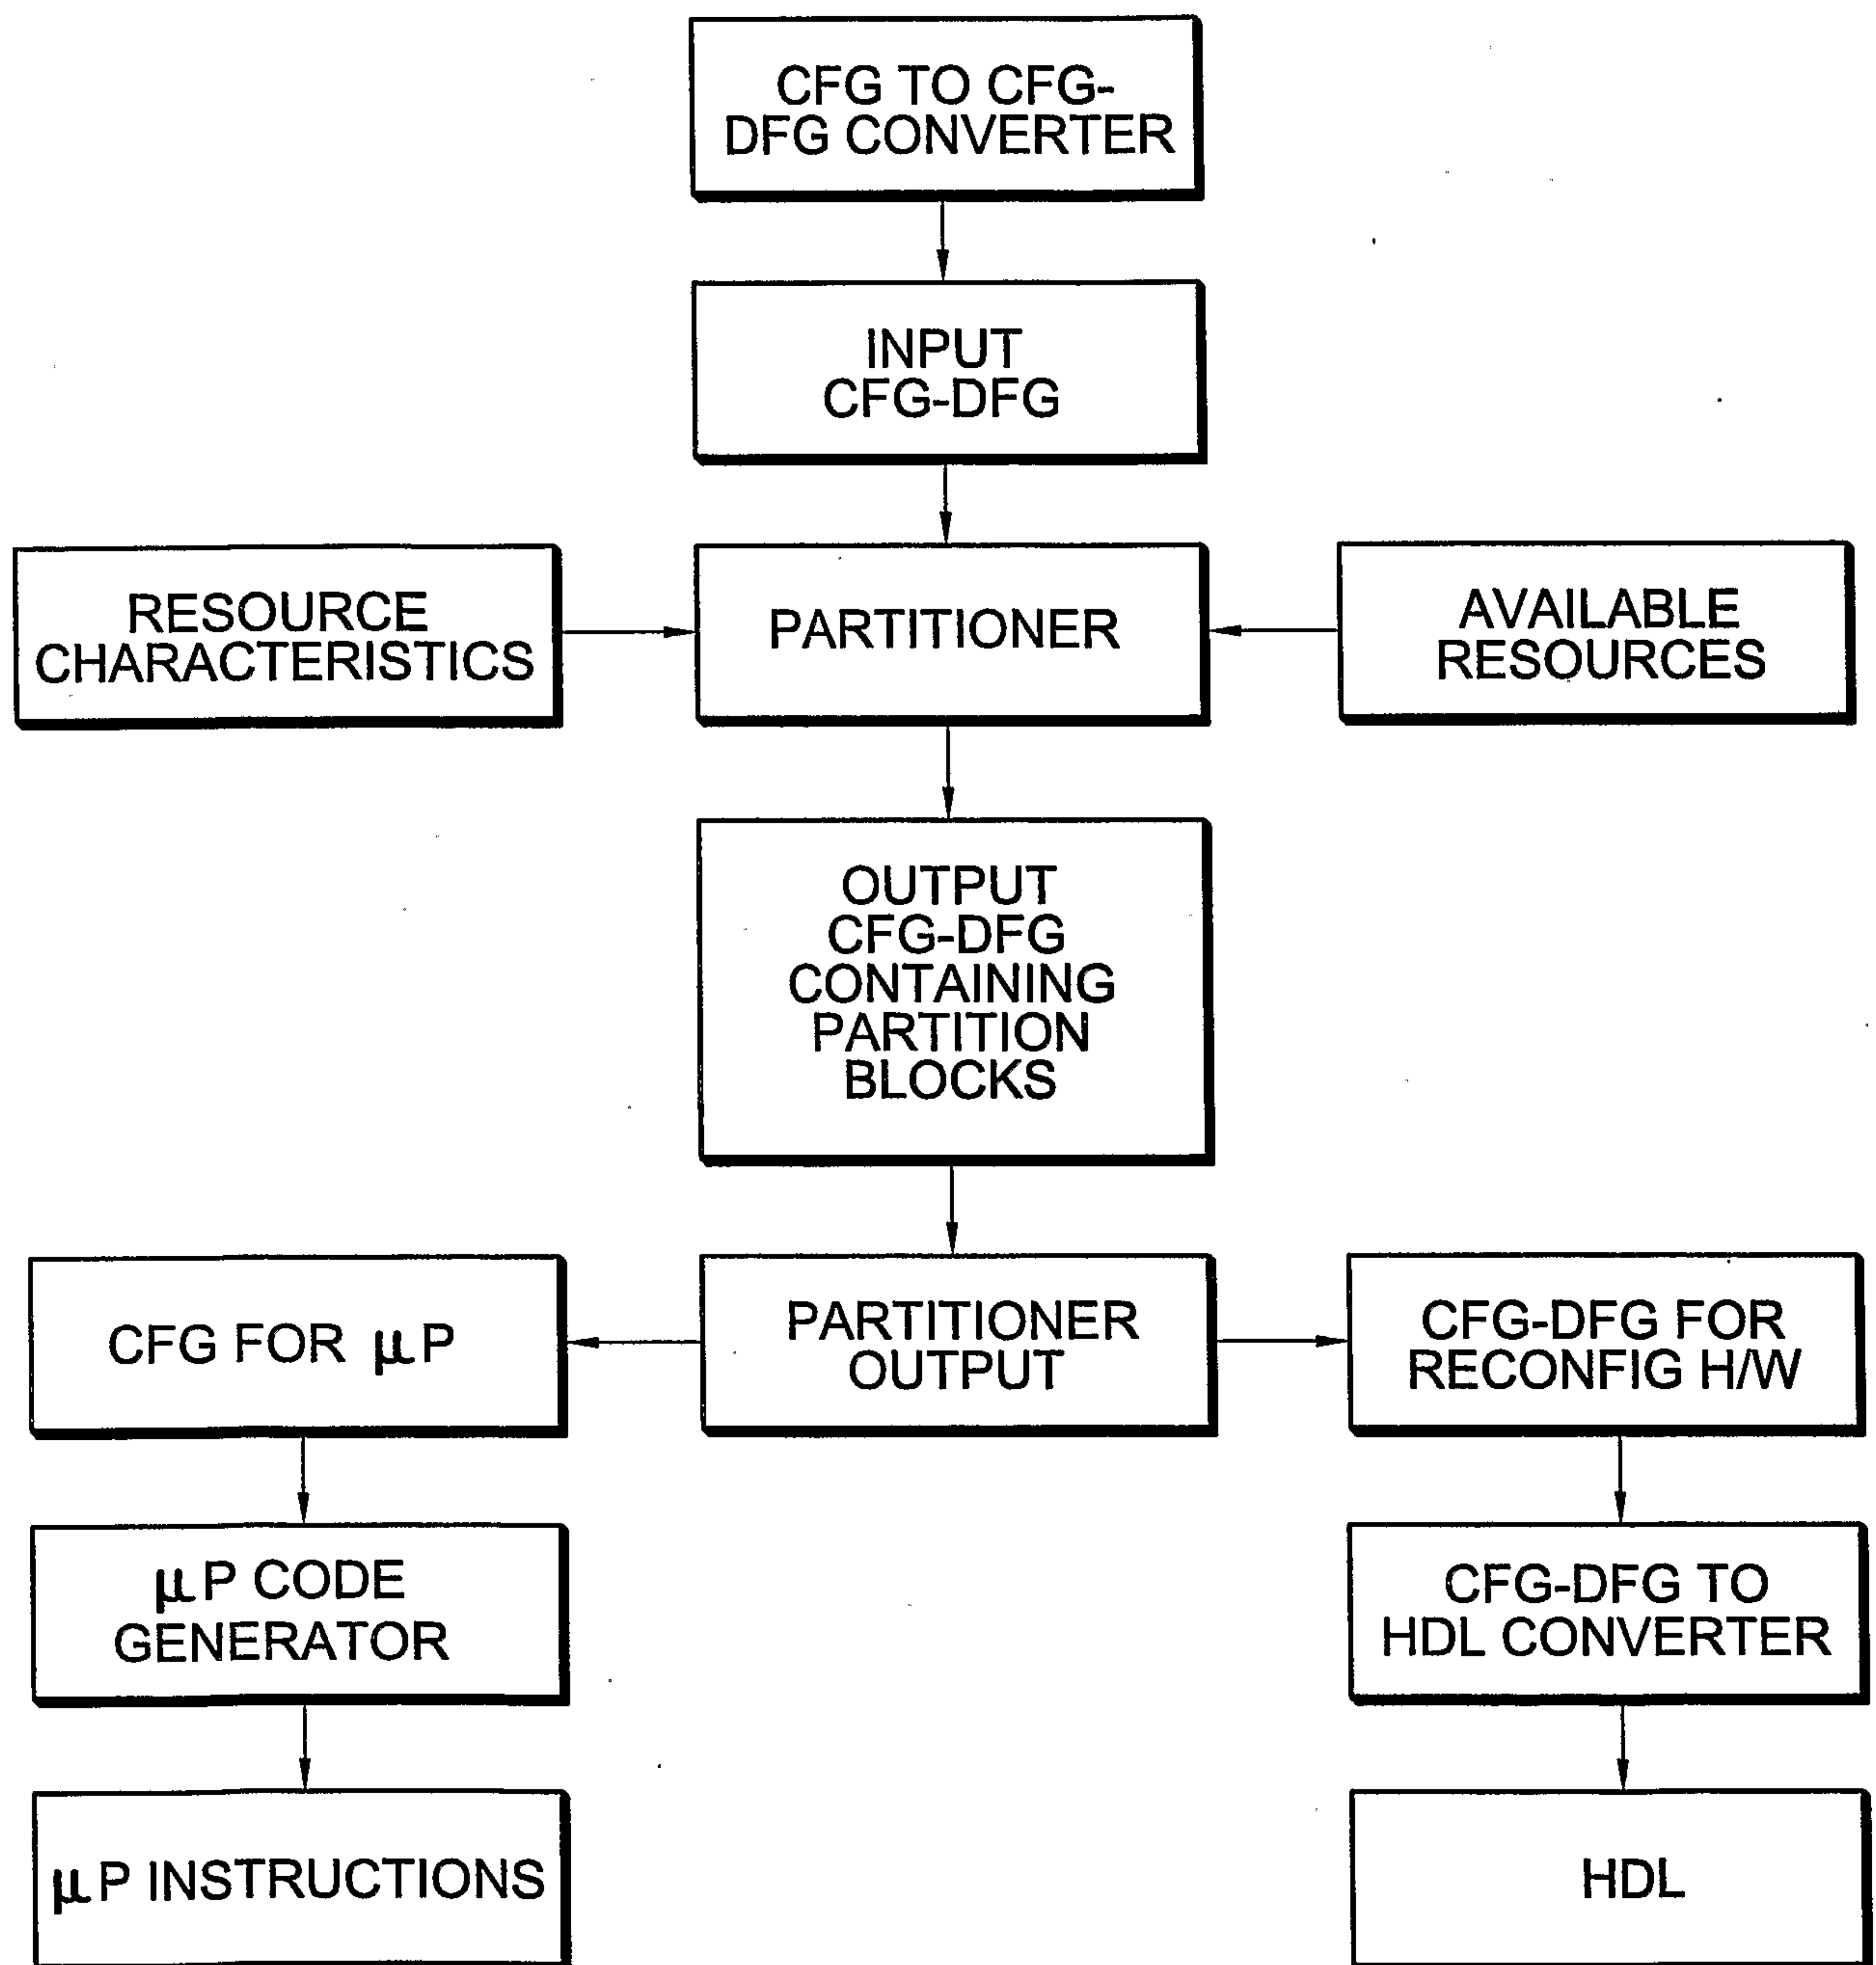 CFG TO CFG-
DFG CONVERTER
INPUT
CFG-DFG
RESOURCE
CHARACTERISTICS
PARTITIONER
AVAILABLE
RESOURCES
OUTPUT
CFG-DFG
CONTAINING
PARTITION
BLOCKS
CFG FOR μP
PARTITIONER
OUTPUT
CFG-DFG FOR
RECONFIG H/W
μP CODE
GENERATOR
CFG-DFG TO
HDL CONVERTER
μP INSTRUCTIONS
HDL